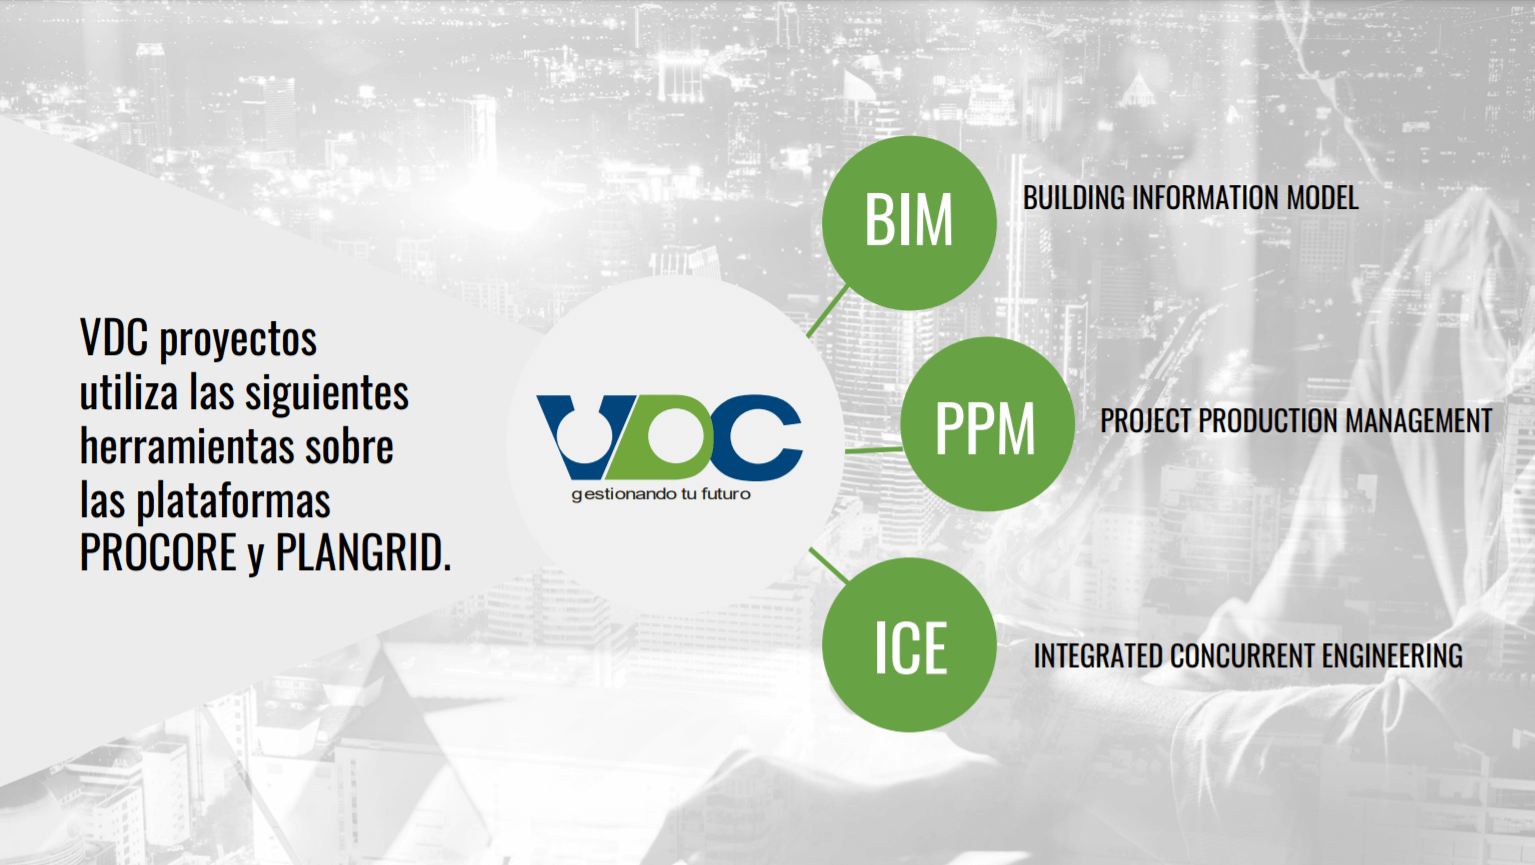 VDC proyectos
utiliza las siguientes
herramientas sobre
las plataformas
PROCORE y PLANGRID.
VDC
gestionando tu futuro
BIM
BUILDING INFORMATION MODEL
PPM
PROJECT PRODUCTION MANAGEMENT
ICE
INTEGRATED CONCURRENT ENGINEERING